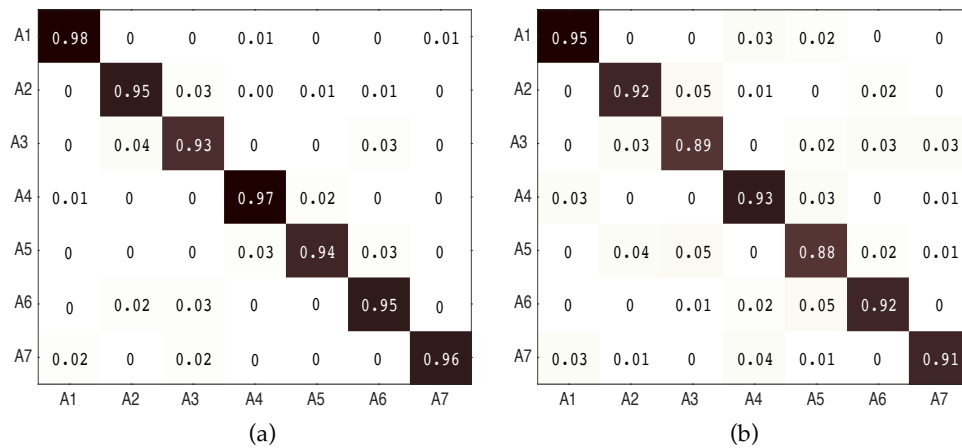 A1 0.98 0 0 0.01 0 0 0.01
A2 0 0.95 0.03 0.00 0.01 0.01 0
A3 0 0.04 0.93 0 0 0.03 0
A4 0.01 0 0 0.97 0.02 0 0
A5 0 0 0 0.03 0.94 0.03 0
A6 0 0.02 0.03 0 0 0.95 0
A7 0.02 0 0.02 0 0 0 0.96
A1 A2 A3 A4 A5 A6 A7
(a)
A1 0.95 0 0 0.03 0.02 0 0
A2 0 0.92 0.05 0.01 0 0.02 0
A3 0 0.03 0.89 0 0.02 0.03 0.03
A4 0.03 0 0 0.93 0.03 0 0.01
A5 0 0.04 0.05 0 0.88 0.02 0.01
A6 0 0 0.01 0.02 0.05 0.92 0
A7 0.03 0.01 0 0.04 0.01 0 0.91
A1 A2 A3 A4 A5 A6 A7
(b)